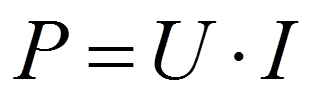 P = U · I